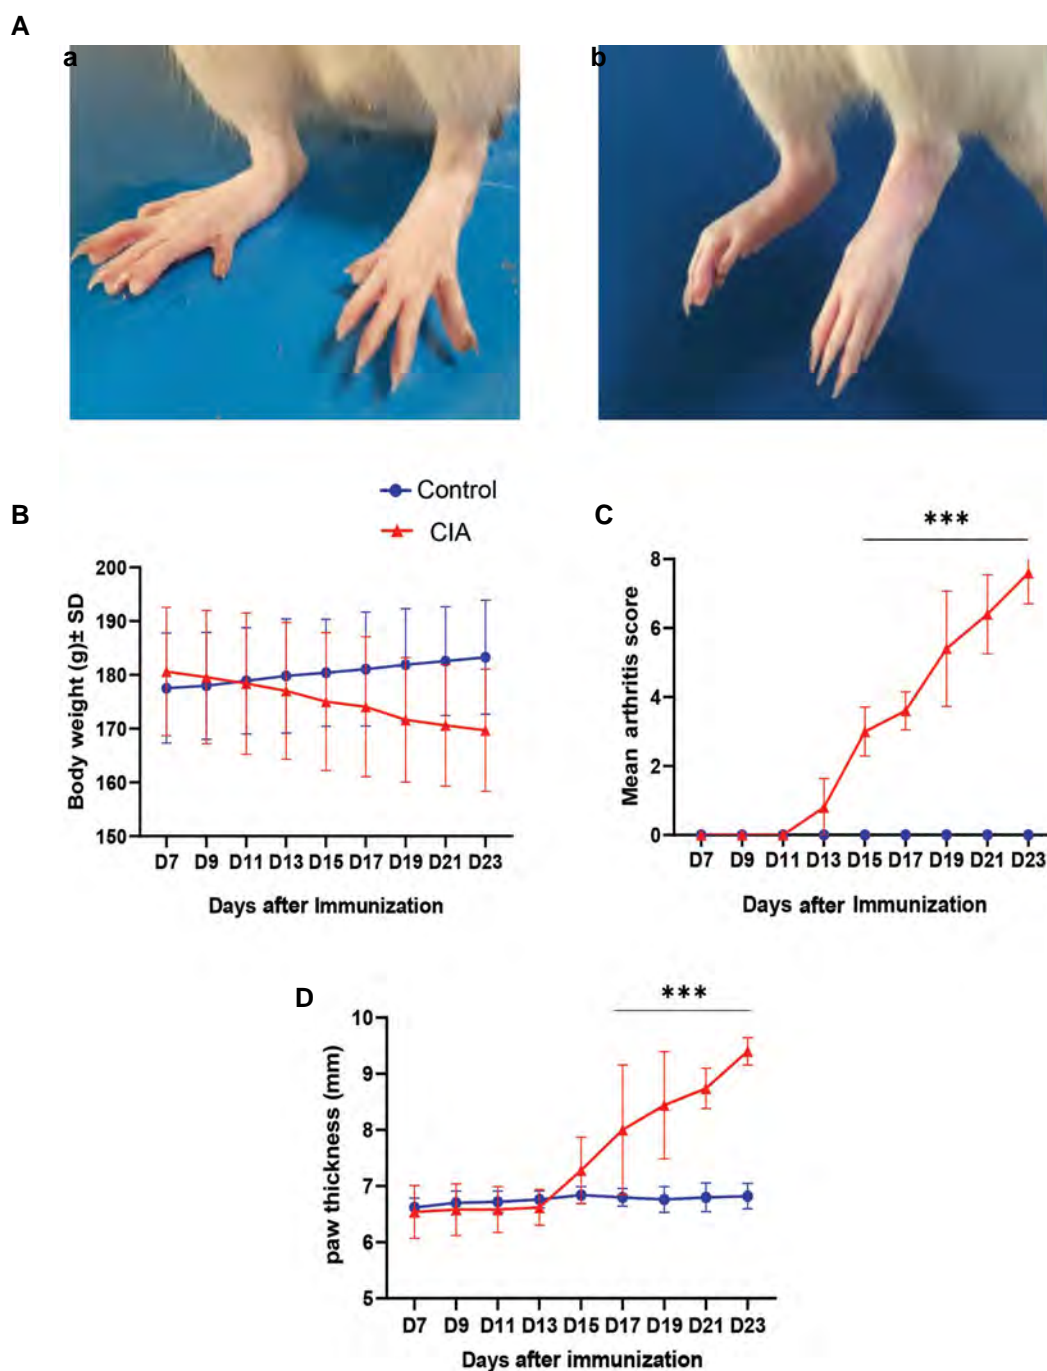 A
a
b
Control
CIA
B
Body weight (g)± SD
200
190
180
170
160
150
D7 D9 D11 D13 D15 D17 D19 D21 D23
Days after Immunization
C
***
Mean arthritis score
8
6
4
2
0
D7 D9 D11 D13 D15 D17 D19 D21 D23
Days after Immunization
D
***
paw thickness (mm)
10
9
8
7
6
5
D7 D9 D11 D13 D15 D17 D19 D21 D23
Days after immunization